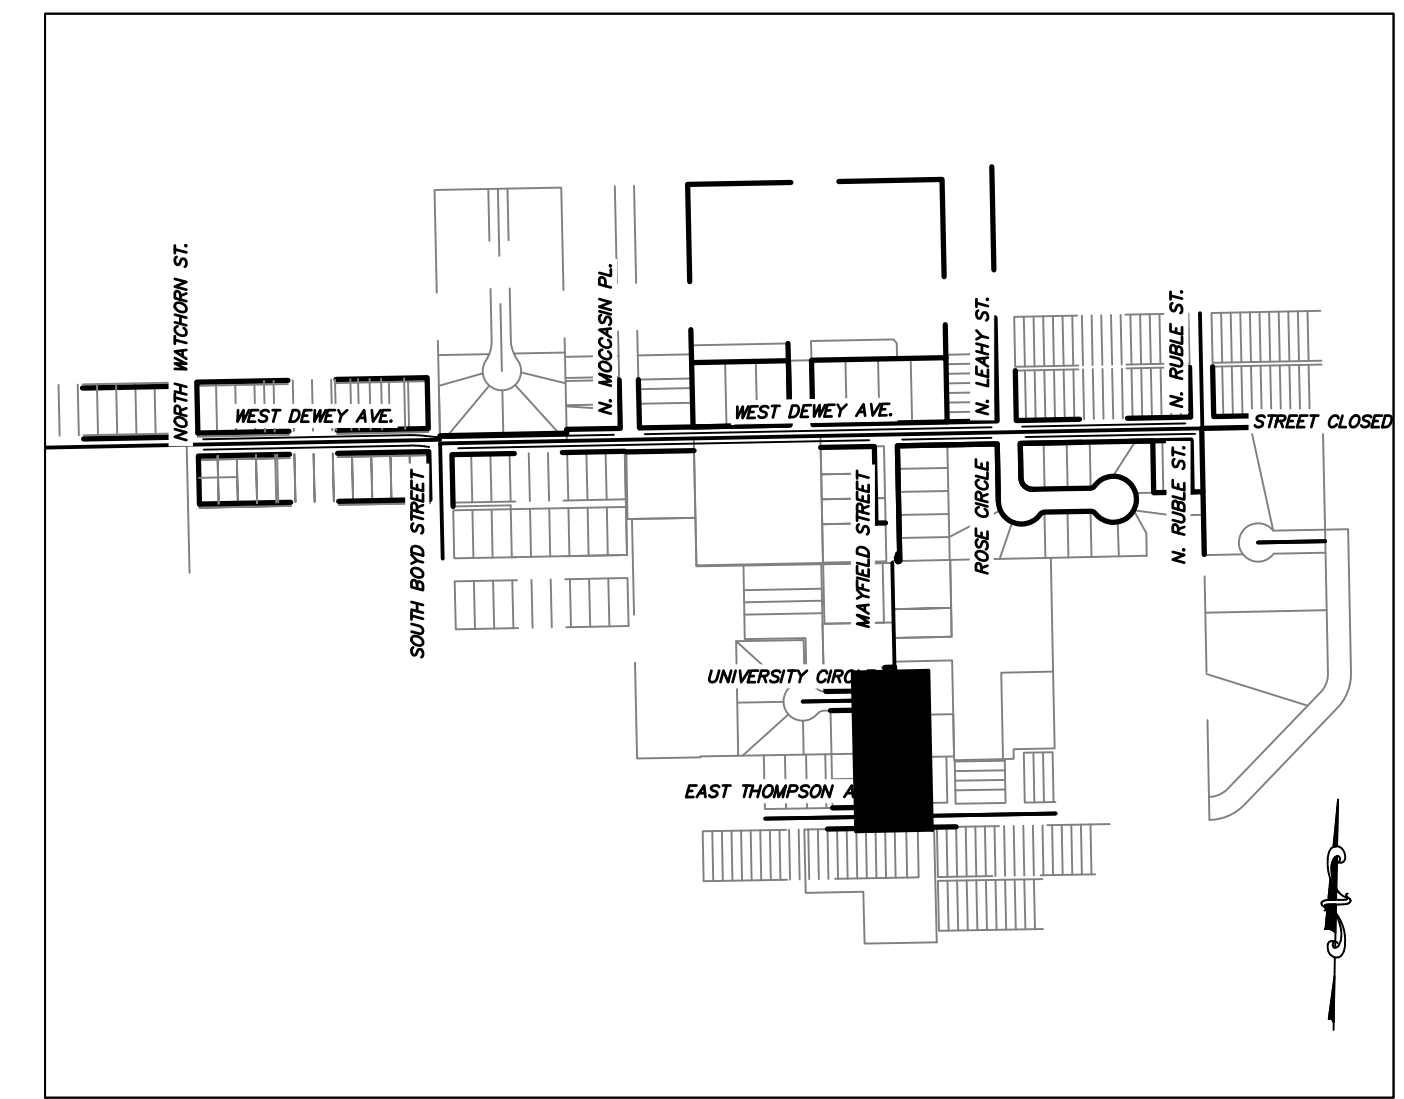 NORTH WATCHORN ST.
N. MOCCASIN PL.
N. LEAHY ST.
N. RUBLE ST.
WEST DEWEY AVE.
WEST DEWEY AVE.
STREET CLOSED
SOUTH BOYD STREET
MAYFIELD STREET
ROSE CIRCLE
N. RUBLE ST.
UNIVERSITY
EAST THOMPSON